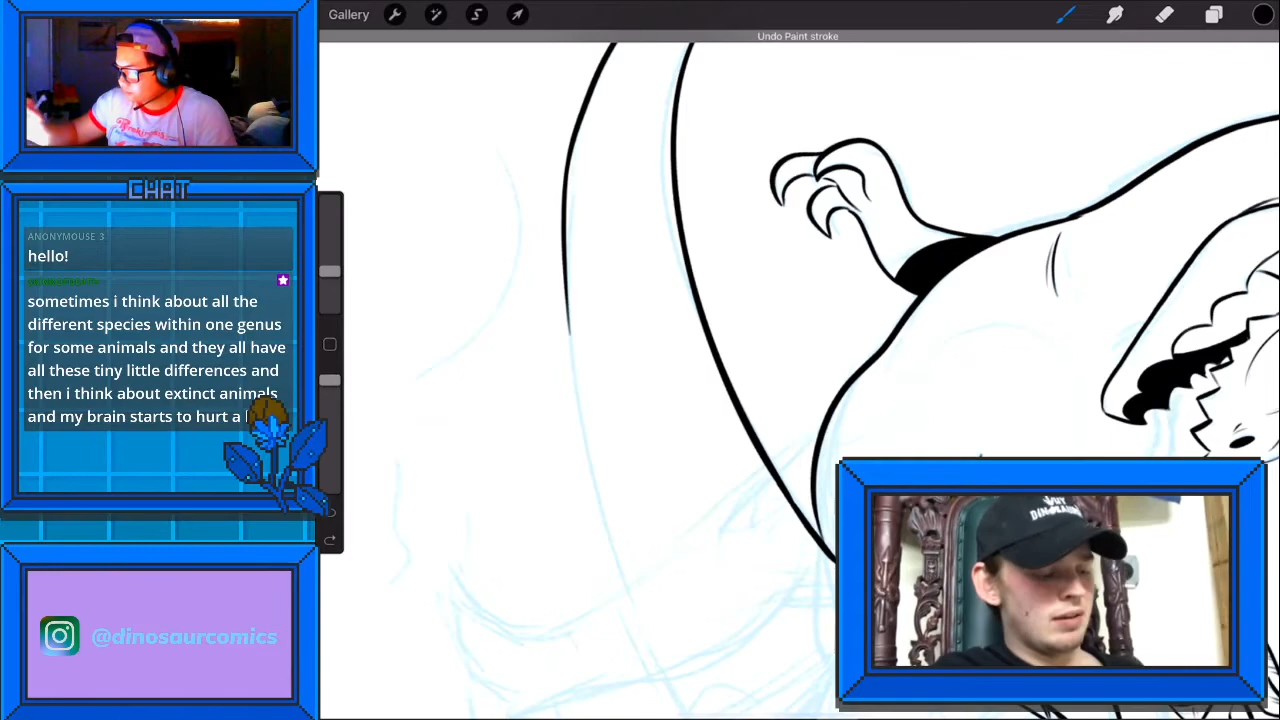 Gallery
Undo Paint stroke
CHAT
ANONYMOUSE 3
hello!
sometimes i think about all the
different species within one genus
for some animals and they all have
all these tiny little differences and
then i think about extinct animals
and my brain starts to hurt a
@dinosaurcomics
DINOSAUR